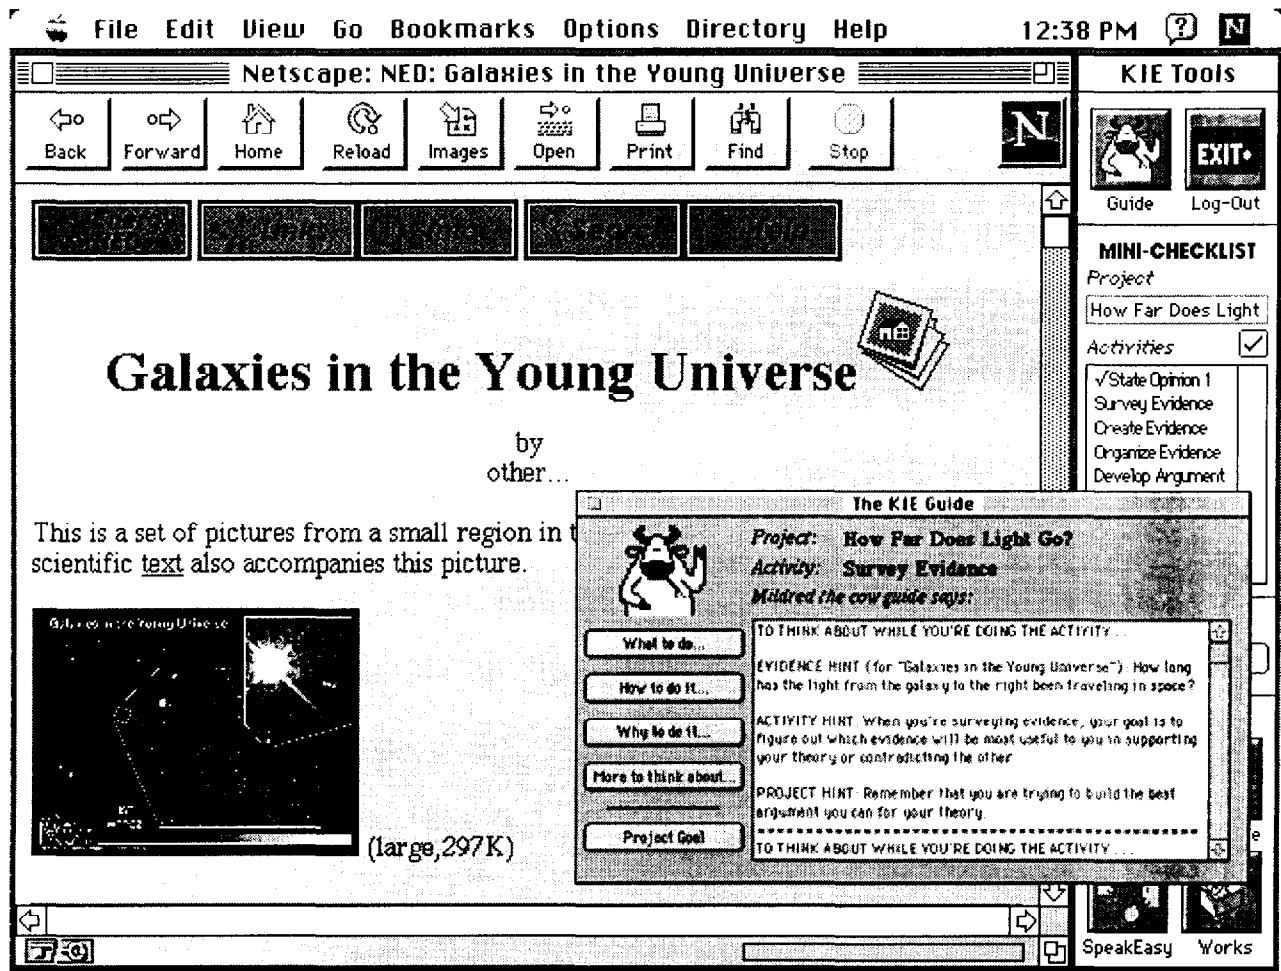 File Edit View Go Bookmarks Options Directory Help 12:38 PM
Netscape: NED: Galaxies in the Young Universe
Back Forward Home Reload Images Open Print Find Stop
N
Galaxies in the Young Universe
by
other...
This is a set of pictures from a small region in t
scientific text also accompanies this picture.
Galaxies in the Young Universe
(large,297K)
KIE Tools
EXIT
Guide Log-Out
MINI-CHECKLIST
Project
How Far Does Light
Activities
√State Opinion 1
Survey Evidence
Create Evidence
Organize Evidence
Develop Argument
The KIE Guide
Project: How Far Does Light Go?
Activity: Survey Evidence
Mildred the cow guide says:
What to do...
How to do it...
Why to do it...
More to think about...
Project Goal
TO THINK ABOUT WHILE YOU'RE DOING THE ACTIVITY...
EVIDENCE HINT (for "Galaxies in the Young Universe"): How long
has the light from the galaxy to the right been traveling in space?
ACTIVITY HINT: When you're surveying evidence, your goal is to
figure out which evidence will be most useful to you in supporting
your theory or contradicting the other
PROJECT HINT: Remember that you are trying to build the best
argument you can for your theory.
TO THINK ABOUT WHILE YOU'RE DOING THE ACTIVITY...
SpeakEasy Works